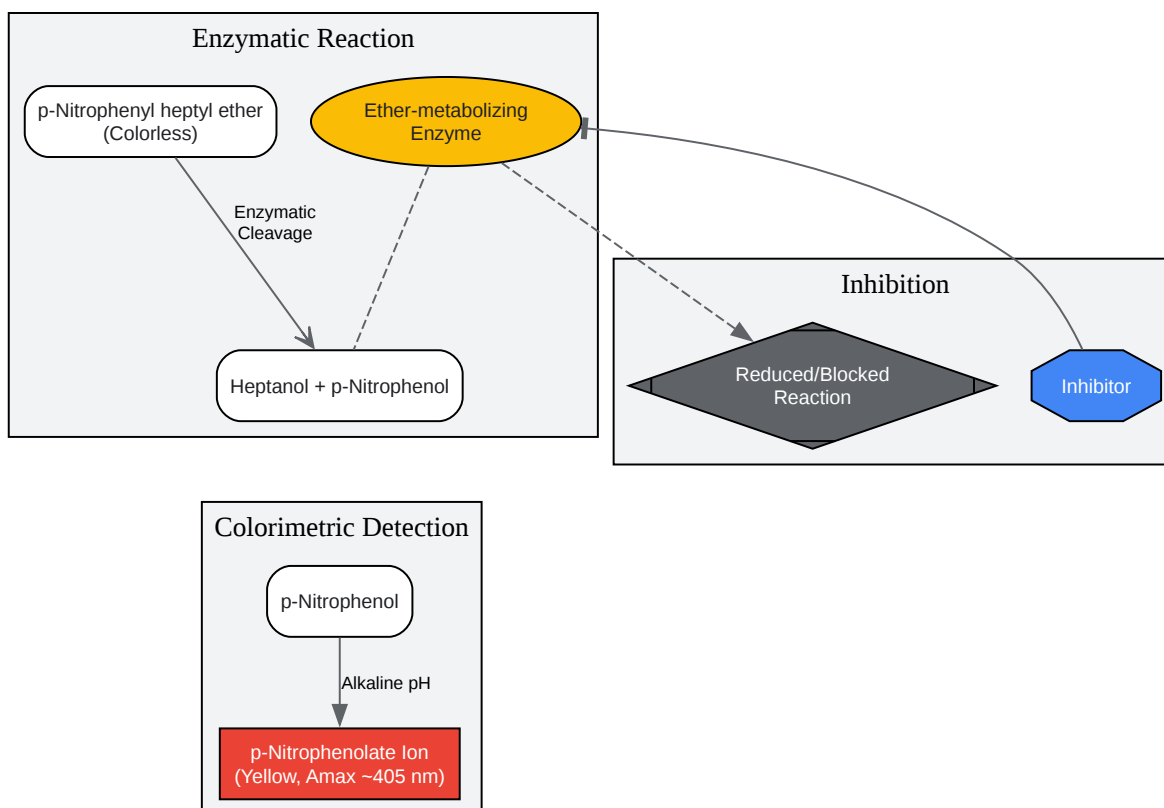 Enzymatic Reaction
p-Nitrophenyl heptyl ether
(Colorless)
Ether-metabolizing
Enzyme
Enzymatic
Cleavage
Heptanol + p-Nitrophenol
Inhibition
Reduced/Blocked
Reaction
Inhibitor
Colorimetric Detection
p-Nitrophenol
Alkaline pH
p-Nitrophenolate Ion
(Yellow, Amax ~405 nm)